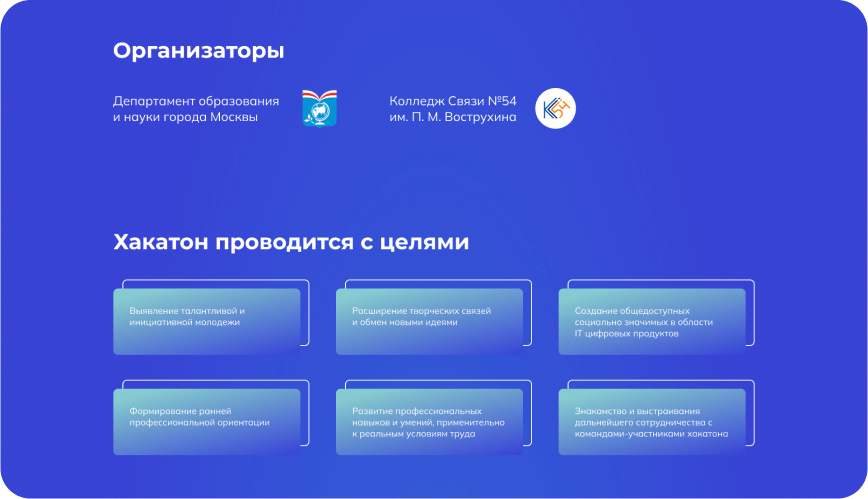 Организаторы
Департамент образования
и науки города Москвы
Колледж Связи №54
им. П. М. Вострухина
Хакатон проводится с целями
Выявление талантливой и
инициативной молодежи
Расширение творческих связей
и обмен новыми идеями
Создание общедоступных
социально значимых в области
IT цифровых продуктов
Формирование ранней
профессиональной ориентации
Развитие профессиональных
навыков и умений, применительно
к реальным условиям труда
Знакомство и выстраивания
дальнейшего сотрудничества с
командами-участниками хакатона